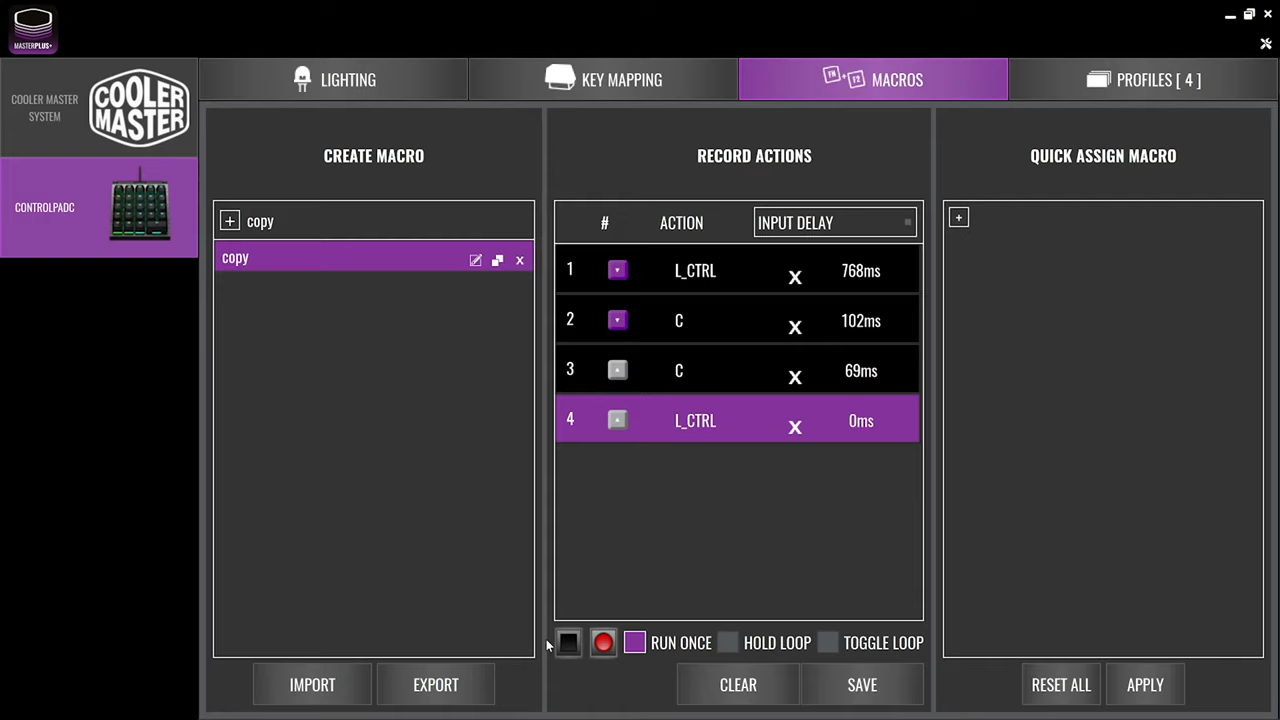 MASTERPLUS+
COOLER MASTER
SYSTEM
COOLER
MASTER
CONTROLPADC
LIGHTING
KEY MAPPING
FN + F2
MACROS
PROFILES [ 4 ]
CREATE MACRO
+ copy
copy x
IMPORT
EXPORT
RECORD ACTIONS
# ACTION INPUT DELAY
1 L_CTRL X 768ms
2 C X 102ms
3 C X 69ms
4 L_CTRL X 0ms
RUN ONCE HOLD LOOP TOGGLE LOOP
CLEAR
SAVE
QUICK ASSIGN MACRO
+
RESET ALL
APPLY